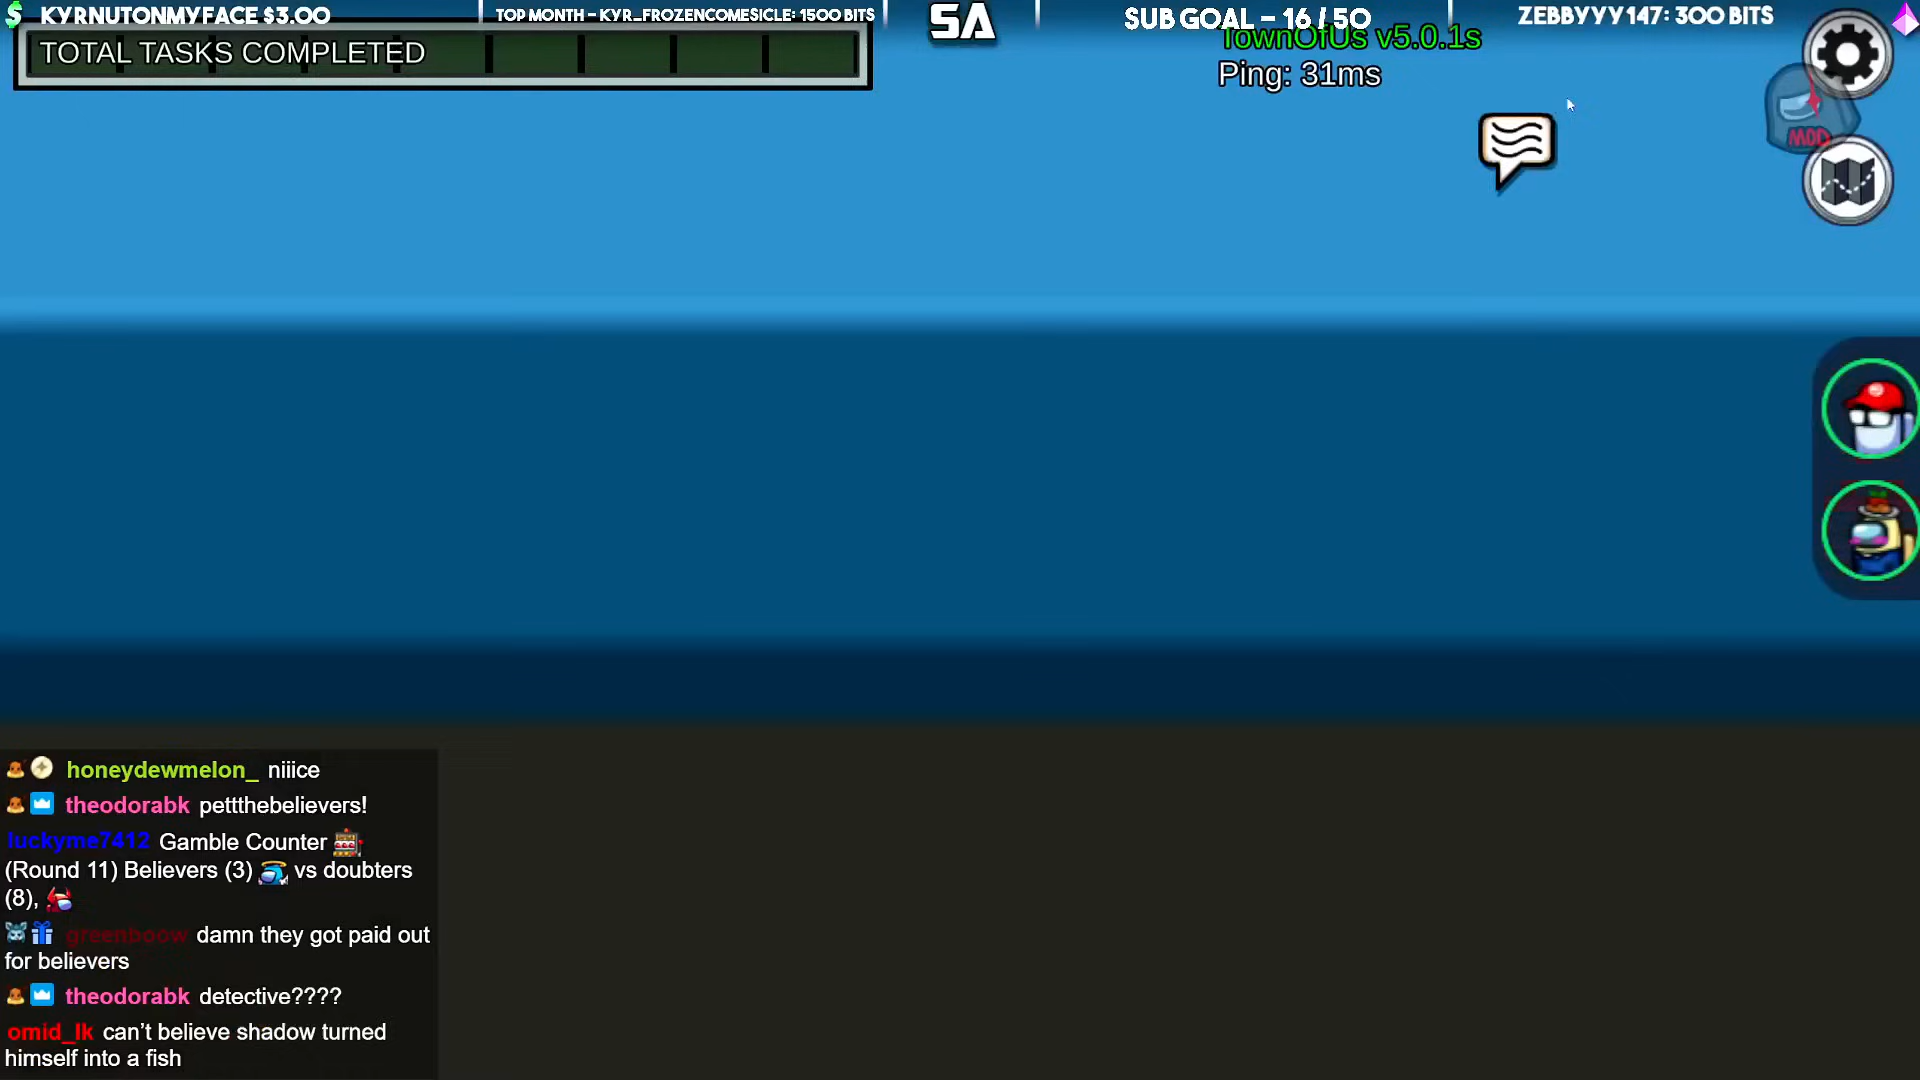 KYRNUTONMYFACE $3.00
TOP MONTH - KYR_FROZENCOMESICLE: 1500 BITS
SA
SUB GOAL - 16 / 50
ZEBBYYY147: 300 BITS
TOTAL TASKS COMPLETED
TownOfUs v5.0.1s
Ping: 31ms
MOD
honeydewmelon_ niiice
theodorabk pettthebelievers!
luckyme7412 Gamble Counter
(Round 11) Believers (3) vs doubters
(8),
greenboow damn they got paid out
for believers
theodorabk detective????
omid_lk can't believe shadow turned
himself into a fish